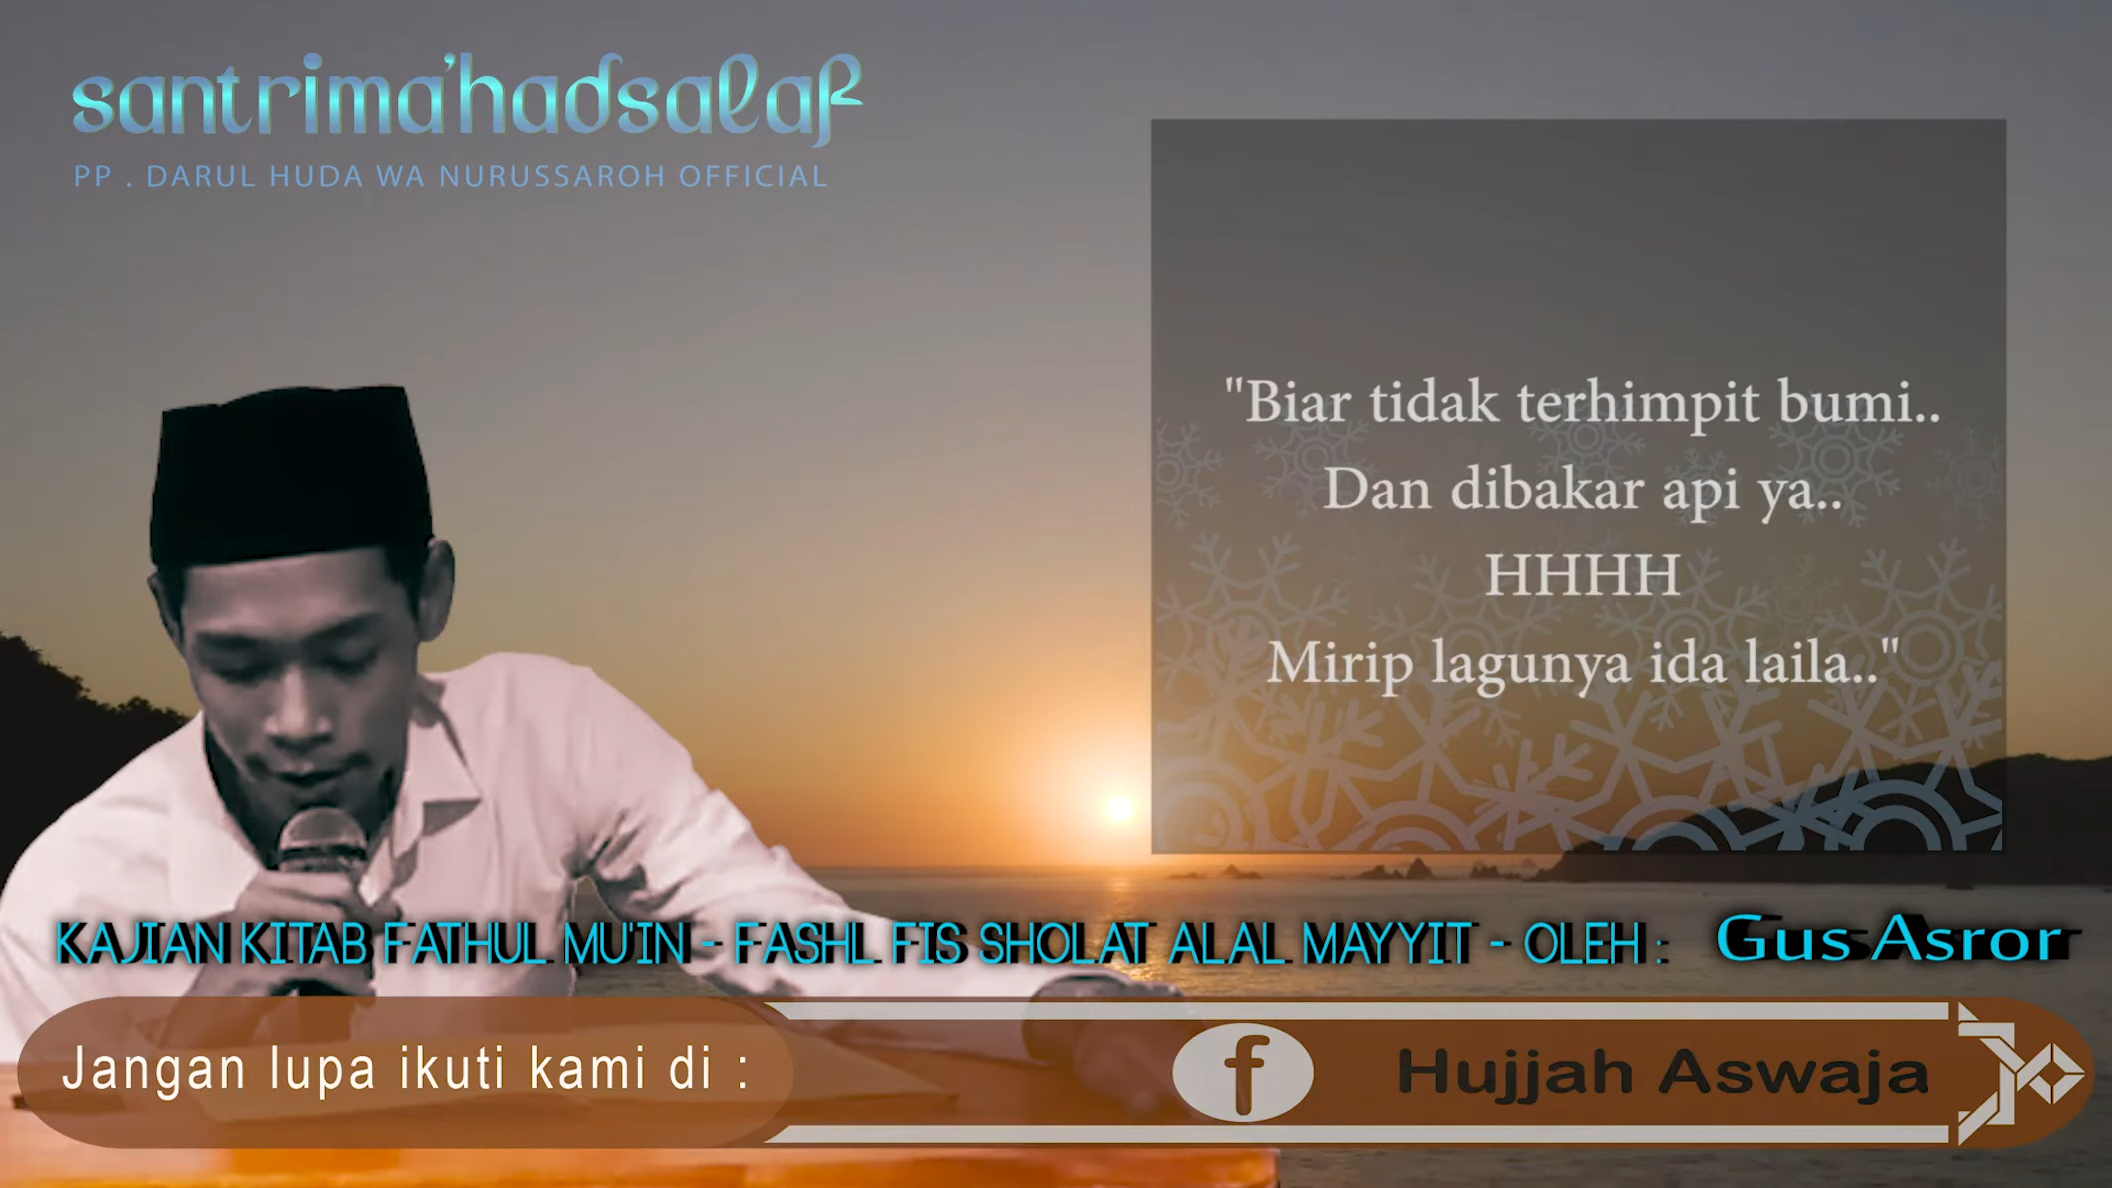 santrima'hadsalaf
PP . DARUL HUDA WA NURUSSAROH OFFICIAL
"Biar tidak terhimpit bumi..
Dan dibakar api ya..
HHHH
Mirip lagunya ida laila.."
KAJIAN KITAB FATHUL MU'IN - FASHL FIS SHOLAT ALAL MAYYIT - OLEH : Gus Asror
Jangan lupa ikuti kami di :
f Hujjah Aswaja